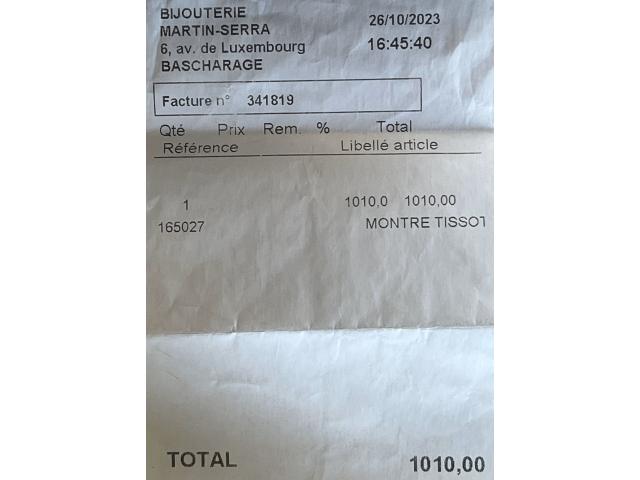 BIJOUTERIE
MARTIN-SERRA
6, av. de Luxembourg
BASCHARAGE
26/10/2023
16:45:40
Facture n° 341819
Qté Prix Rem. % Total
Référence Libellé article
1 1010,0 1010,00
165027 MONTRE TISSOT
TOTAL 1010,00